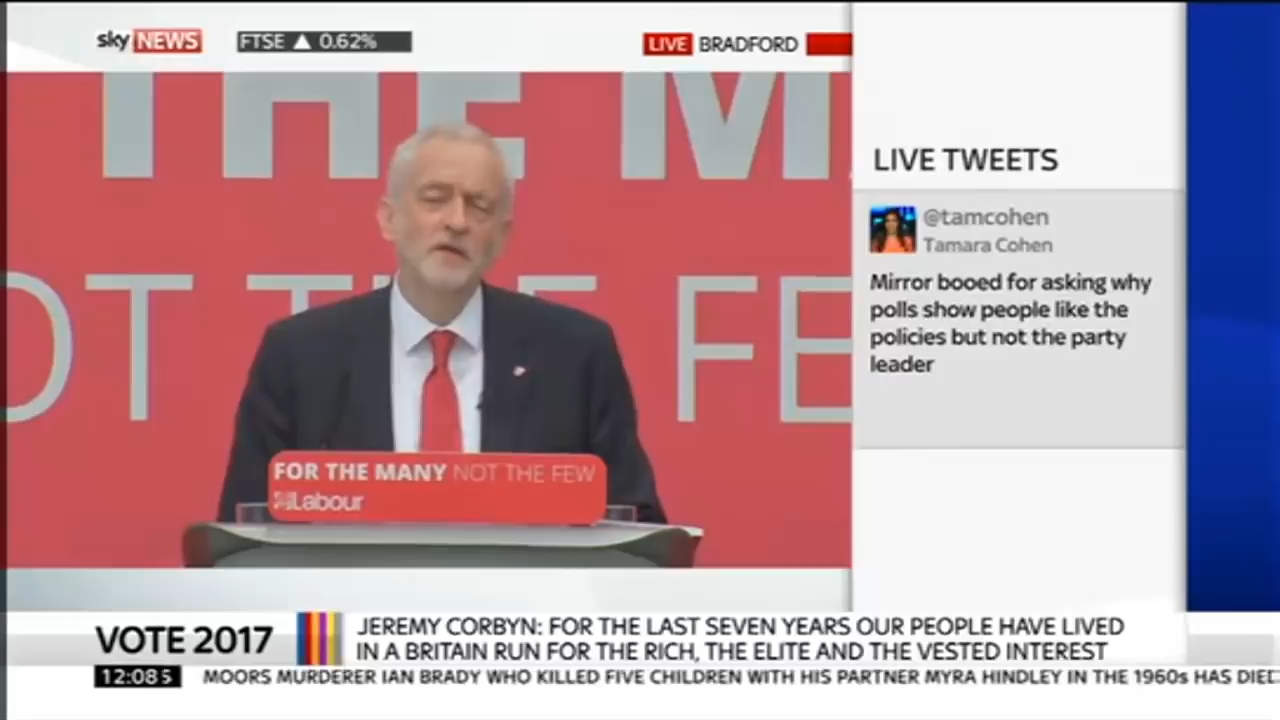 sky NEWS
FTSE ▲ 0.62%
LIVE BRADFORD
THE M
OT THE FE
LIVE TWEETS
@tamcohen
Tamara Cohen
Mirror booed for asking why
polls show people like the
policies but not the party
leader
FOR THE MANY NOT THE FEW
Labour
VOTE 2017
JEREMY CORBYN: FOR THE LAST SEVEN YEARS OUR PEOPLE HAVE LIVED
IN A BRITAIN RUN FOR THE RICH, THE ELITE AND THE VESTED INTEREST
12:08
MOORS MURDERER IAN BRADY WHO KILLED FIVE CHILDREN WITH HIS PARTNER MYRA HINDLEY IN THE 1960s HAS DIED